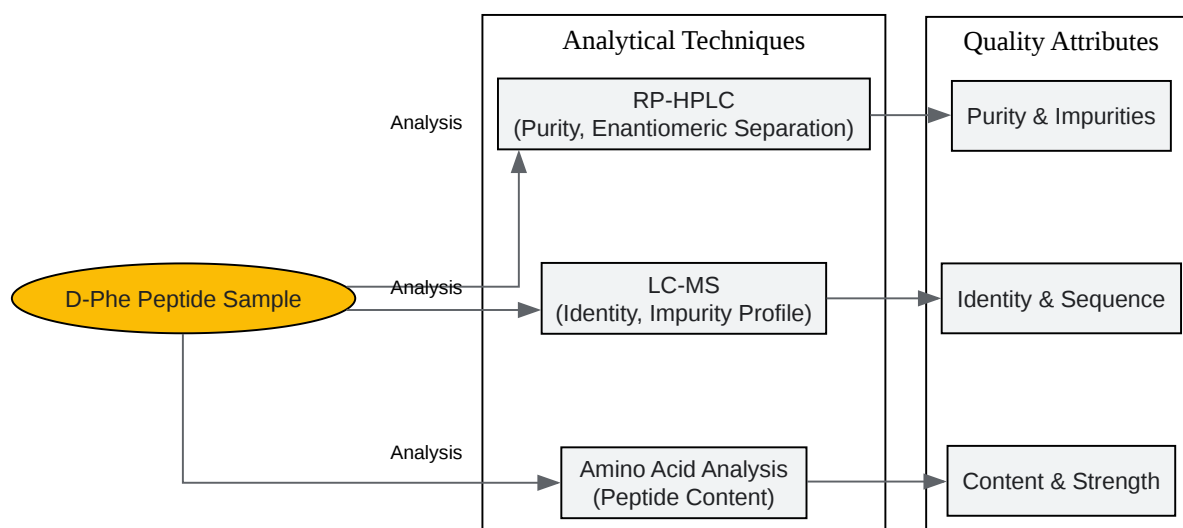 Analytical Techniques
Quality Attributes
RP-HPLC
(Purity, Enantiomeric Separation)
Analysis
Purity & Impurities
D-Phe Peptide Sample
Analysis
LC-MS
(Identity, Impurity Profile)
Identity & Sequence
Analysis
Amino Acid Analysis
(Peptide Content)
Content & Strength